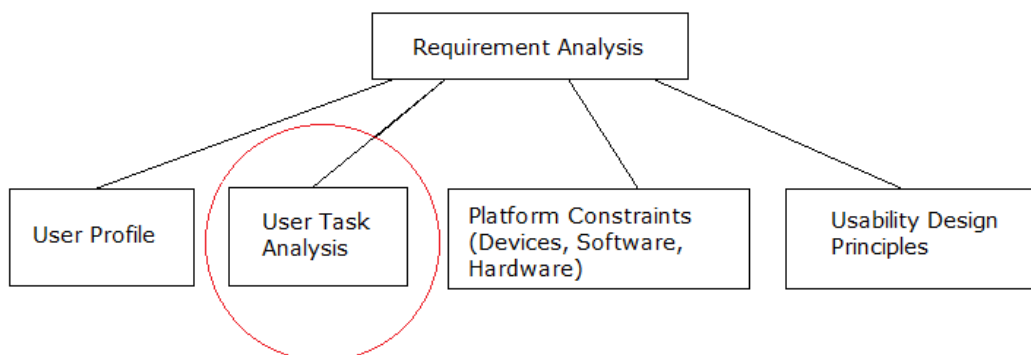 Requirement Analysis
User Profile
User Task
Analysis
Platform Constraints
(Devices, Software,
Hardware)
Usability Design
Principles